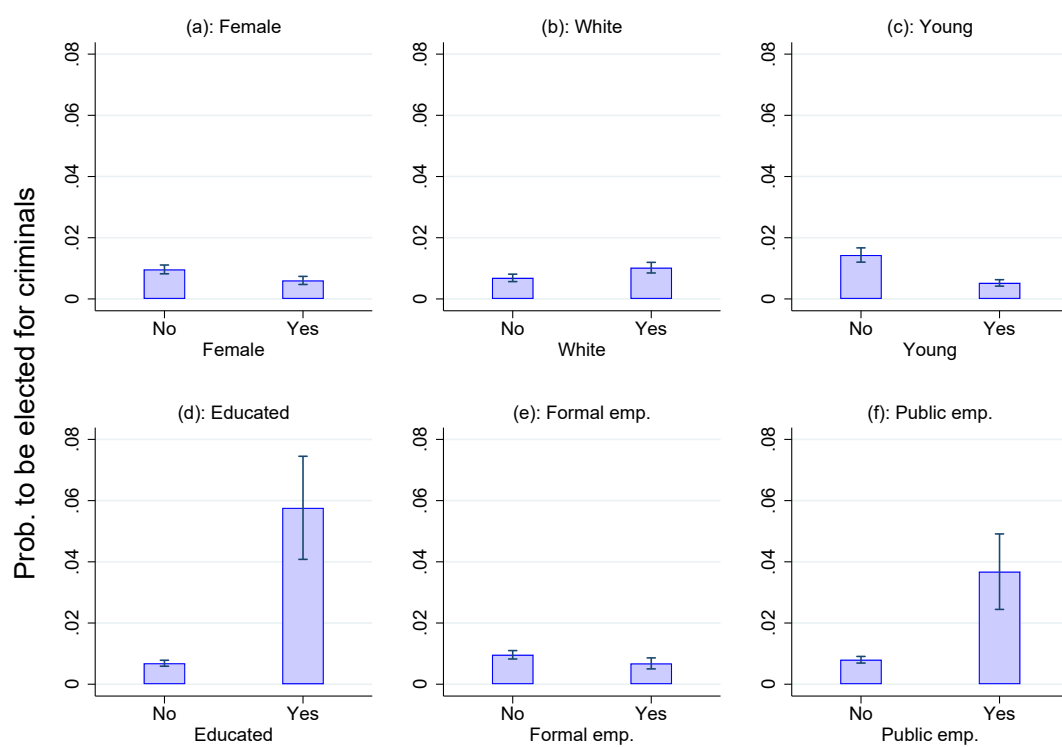 Prob. to be elected for criminals
(a): Female
.08
.06
.04
.02
0
No Yes
Female
(b): White
.08
.06
.04
.02
0
No Yes
White
(c): Young
.08
.06
.04
.02
0
No Yes
Young
(d): Educated
.08
.06
.04
.02
0
No Yes
Educated
(e): Formal emp.
.08
.06
.04
.02
0
No Yes
Formal emp.
(f): Public emp.
.08
.06
.04
.02
0
No Yes
Public emp.